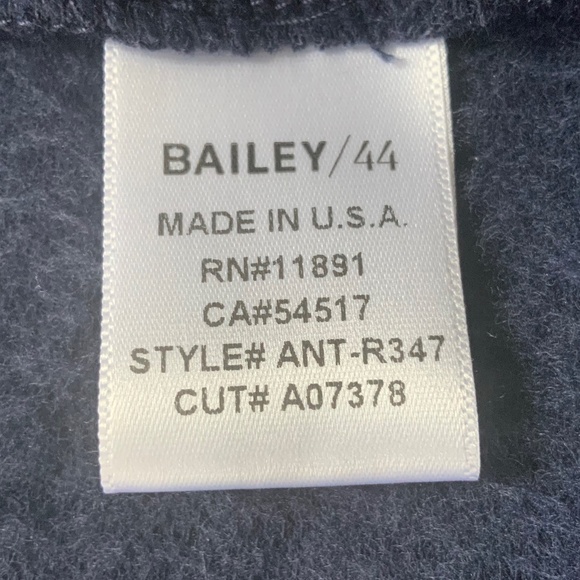 BAILEY/44
MADE IN U.S.A.
RN#11891
CA#54517
STYLE# ANT-R347
CUT# A07378